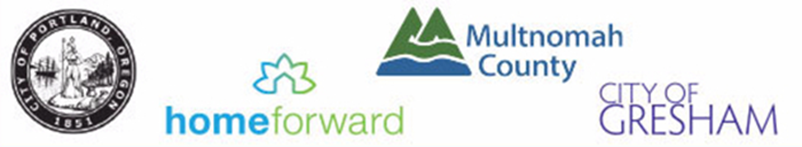 CITY OF PORTLAND, OREGON
1851
homeforward
Multnomah
County
CITY OF
GRESHAM